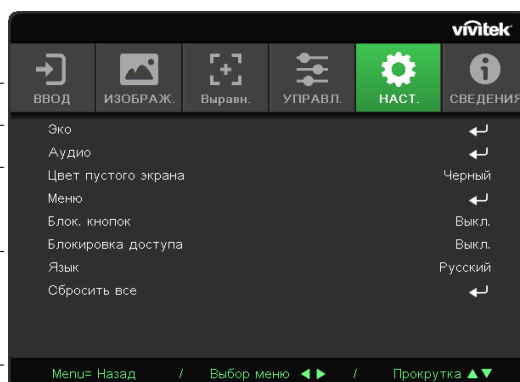 vivitek
ВВОД ИЗОБРАЖ. Выравн. УПРАВЛ. НАСТ. СВЕДЕНИЯ
Эко
Аудио
Цвет пустого экрана Черный
Меню
Блок. кнопок Выкл.
Блокировка доступа Выкл.
Язык Русский
Сбросить все
Menu= Назад / Выбор меню ◀ ▶ / Прокрутка ▲▼